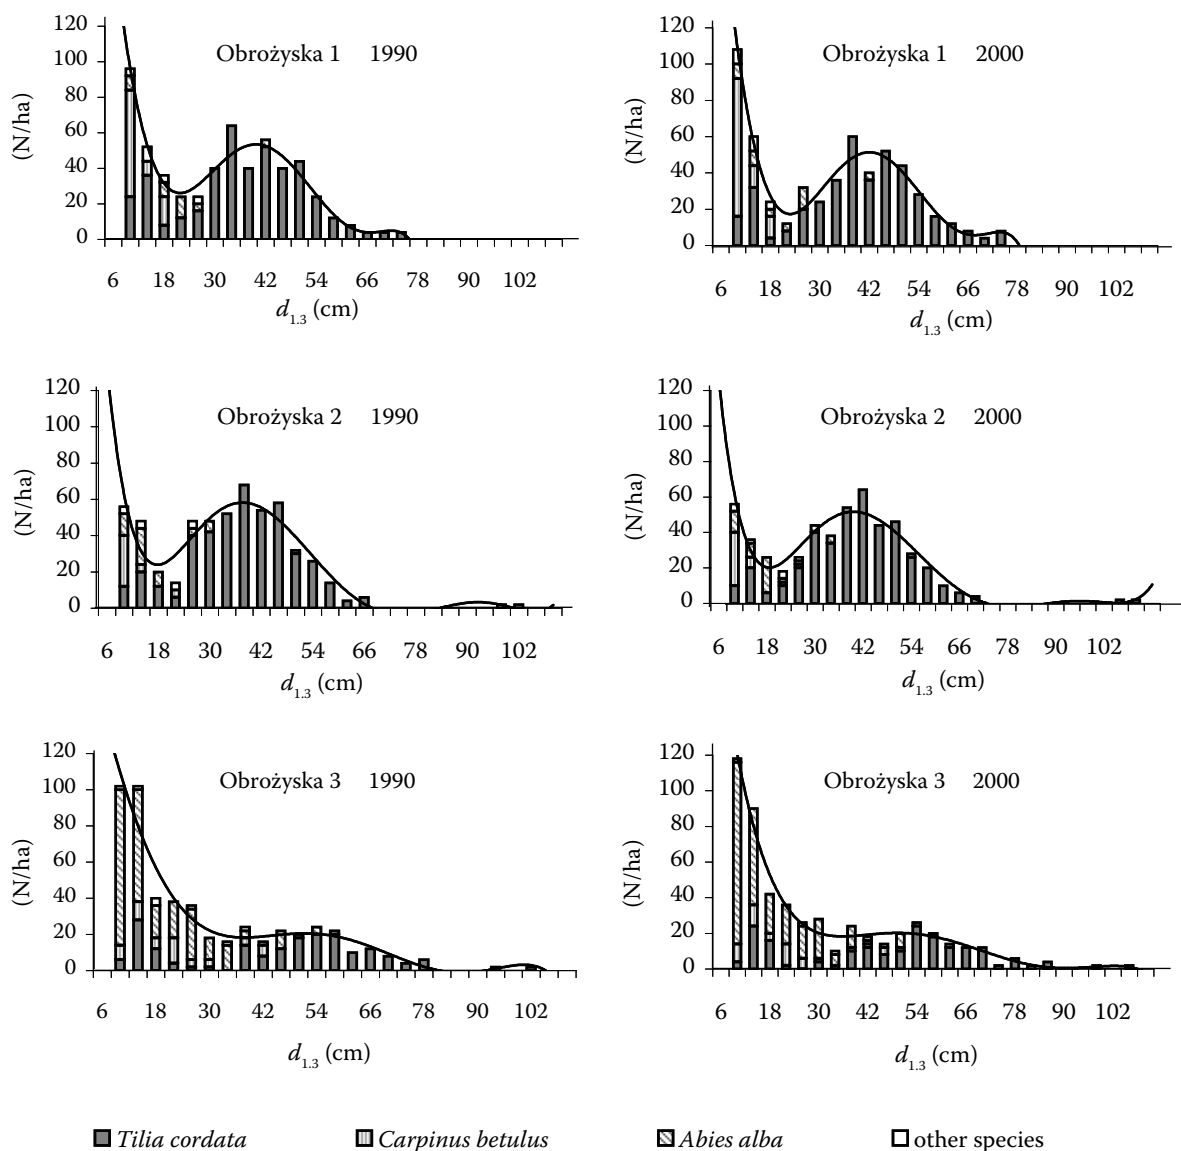 Obrożyska 1 1990
(N/ha)
120
100
80
60
40
20
0
6 18 30 42 54 66 78 90 102
d1.3 (cm)
Obrożyska 1 2000
(N/ha)
120
100
80
60
40
20
0
6 18 30 42 54 66 78 90 102
d1.3 (cm)
Obrożyska 2 1990
(N/ha)
120
100
80
60
40
20
0
6 18 30 42 54 66 78 90 102
d1.3 (cm)
Obrożyska 2 2000
(N/ha)
120
100
80
60
40
20
0
6 18 30 42 54 66 78 90 102
d1.3 (cm)
Obrożyska 3 1990
(N/ha)
120
100
80
60
40
20
0
6 18 30 42 54 66 78 90 102
d1.3 (cm)
Obrożyska 3 2000
(N/ha)
120
100
80
60
40
20
0
6 18 30 42 54 66 78 90 102
d1.3 (cm)
Tilia cordata Carpinus betulus Abies alba other species